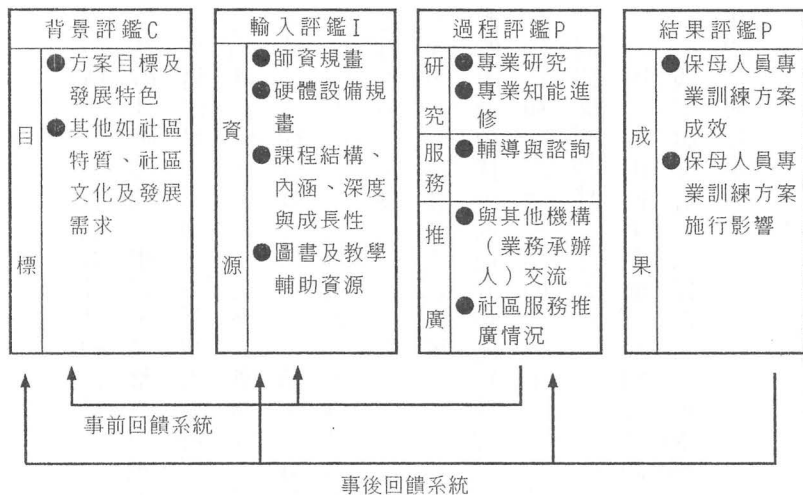 背景評鑑C
目標
●方案目標及
發展特色
●其他如社區
特質、社區
文化及發展
需求
輸入評鑑I
資源
●師資規畫
●硬體設備規
畫
●課程結構、
內涵、深度
與成長性
●圖書及教學
輔助資源
過程評鑑P
研究
●專業研究
●專業知能進
修
服務
●輔導與諮詢
推廣
●與其他機構
(業務承辦
人)交流
●社區服務推
廣情況
結果評鑑P
成果
●保母人員專
業訓練方案
成效
●保母人員專
業訓練方案
施行影響
事前回饋系統
事後回饋系統